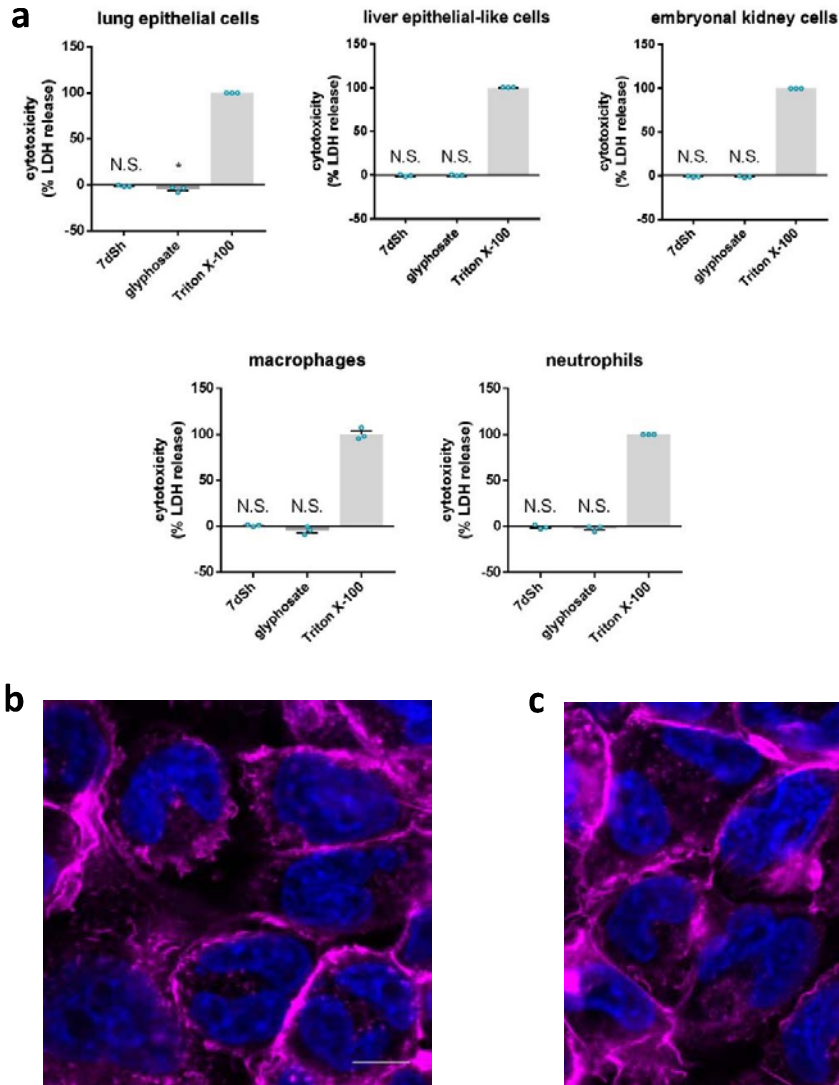 a
lung epithelial cells
liver epithelial-like cells
embryonal kidney cells
cytotoxicity
(% LDH release)
150
100
50
0
-50
N.S.
*
7dSh
glyphosate
Triton X-100
cytotoxicity
(% LDH release)
150
100
50
0
-50
N.S.
N.S.
7dSh
glyphosate
Triton X-100
cytotoxicity
(% LDH release)
150
100
50
0
-50
N.S.
N.S.
7dSh
glyphosate
Triton X-100
macrophages
neutrophils
cytotoxicity
(% LDH release)
150
100
50
0
-50
N.S.
N.S.
7dSh
glyphosate
Triton X-100
cytotoxicity
(% LDH release)
150
100
50
0
-50
N.S.
N.S.
7dSh
glyphosate
Triton X-100
b
c